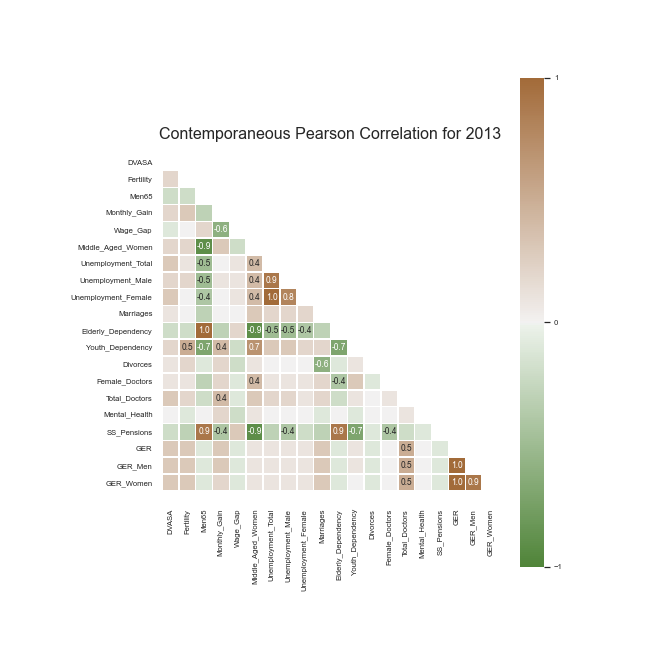 Contemporaneous Pearson Correlation for 2013
1
0
−1
DVASA
Fertility
Men65
Monthly_Gain
Wage_Gap -0.6
Middle_Aged_Women -0.9
Unemployment_Total -0.5 0.4
Unemployment_Male -0.5 0.4 0.9
Unemployment_Female -0.4 0.4 1.0 0.8
Marriages
Elderly_Dependency 1.0 -0.9 -0.5 -0.5 -0.4
Youth_Dependency 0.5 -0.7 0.4 0.7 -0.7
Divorces -0.6
Female_Doctors 0.4 -0.4
Total_Doctors 0.4
Mental_Health
SS_Pensions 0.9 -0.4 -0.9 -0.4 0.9 -0.7 -0.4
GER 0.5
GER_Men 0.5 1.0
GER_Women 0.5 1.0 0.9
DVASA
Fertility
Men65
Monthly_Gain
Wage_Gap
Middle_Aged_Women
Unemployment_Total
Unemployment_Male
Unemployment_Female
Marriages
Elderly_Dependency
Youth_Dependency
Divorces
Female_Doctors
Total_Doctors
Mental_Health
SS_Pensions
GER
GER_Men
GER_Women